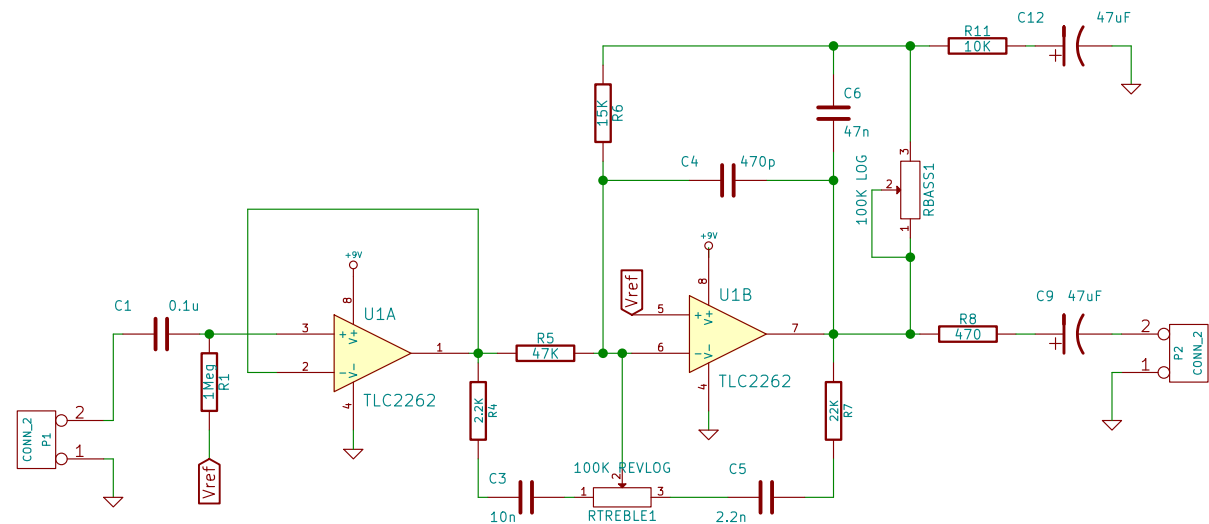 C12
47uF
R11
10K
15K
R6
C6
47n
C4
470p
100K LOG
3
2
1
RBASS1
+9V
+9V
8
8
Vref
U1A
U1B
C1
0.1u
3
2
+
V+
-
V-
1
4
TLC2262
R5
47K
5
6
+
V+
-
V-
7
4
TLC2262
C9
47uF
R8
470
2
1
P2
CONN_2
1Meg
R1
2.2K
R4
22K
R7
CONN_2
P1
2
1
Vref
C3
10n
100K REVLOG
1
2
3
RTREBLE1
C5
2.2n
+
+